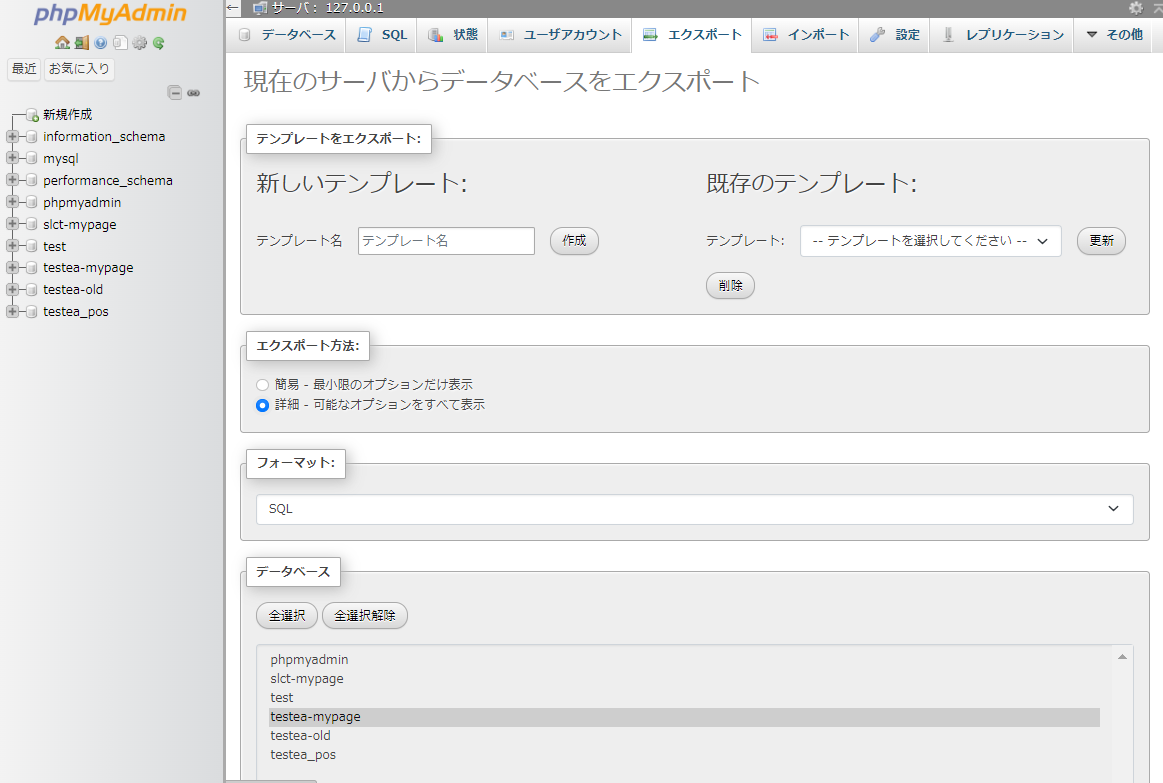 phpMyAdmin
最近 お気に入り
新規作成
information_schema
mysql
performance_schema
phpmyadmin
slct-mypage
test
testea-mypage
testea-old
testea_pos
サーバ: 127.0.0.1
データベース SQL 状態 ユーザアカウント エクスポート インポート 設定 レプリケーション その他
現在のサーバからデータベースをエクスポート
テンプレートをエクスポート:
新しいテンプレート:
テンプレート名 テンプレート名 作成
既存のテンプレート:
テンプレート: -- テンプレートを選択してください -- 更新
削除
エクスポート方法:
簡易 - 最小限のオプションだけ表示
詳細 - 可能なオプションをすべて表示
フォーマット:
SQL
データベース
全選択 全選択解除
phpmyadmin
slct-mypage
test
testea-mypage
testea-old
testea_pos